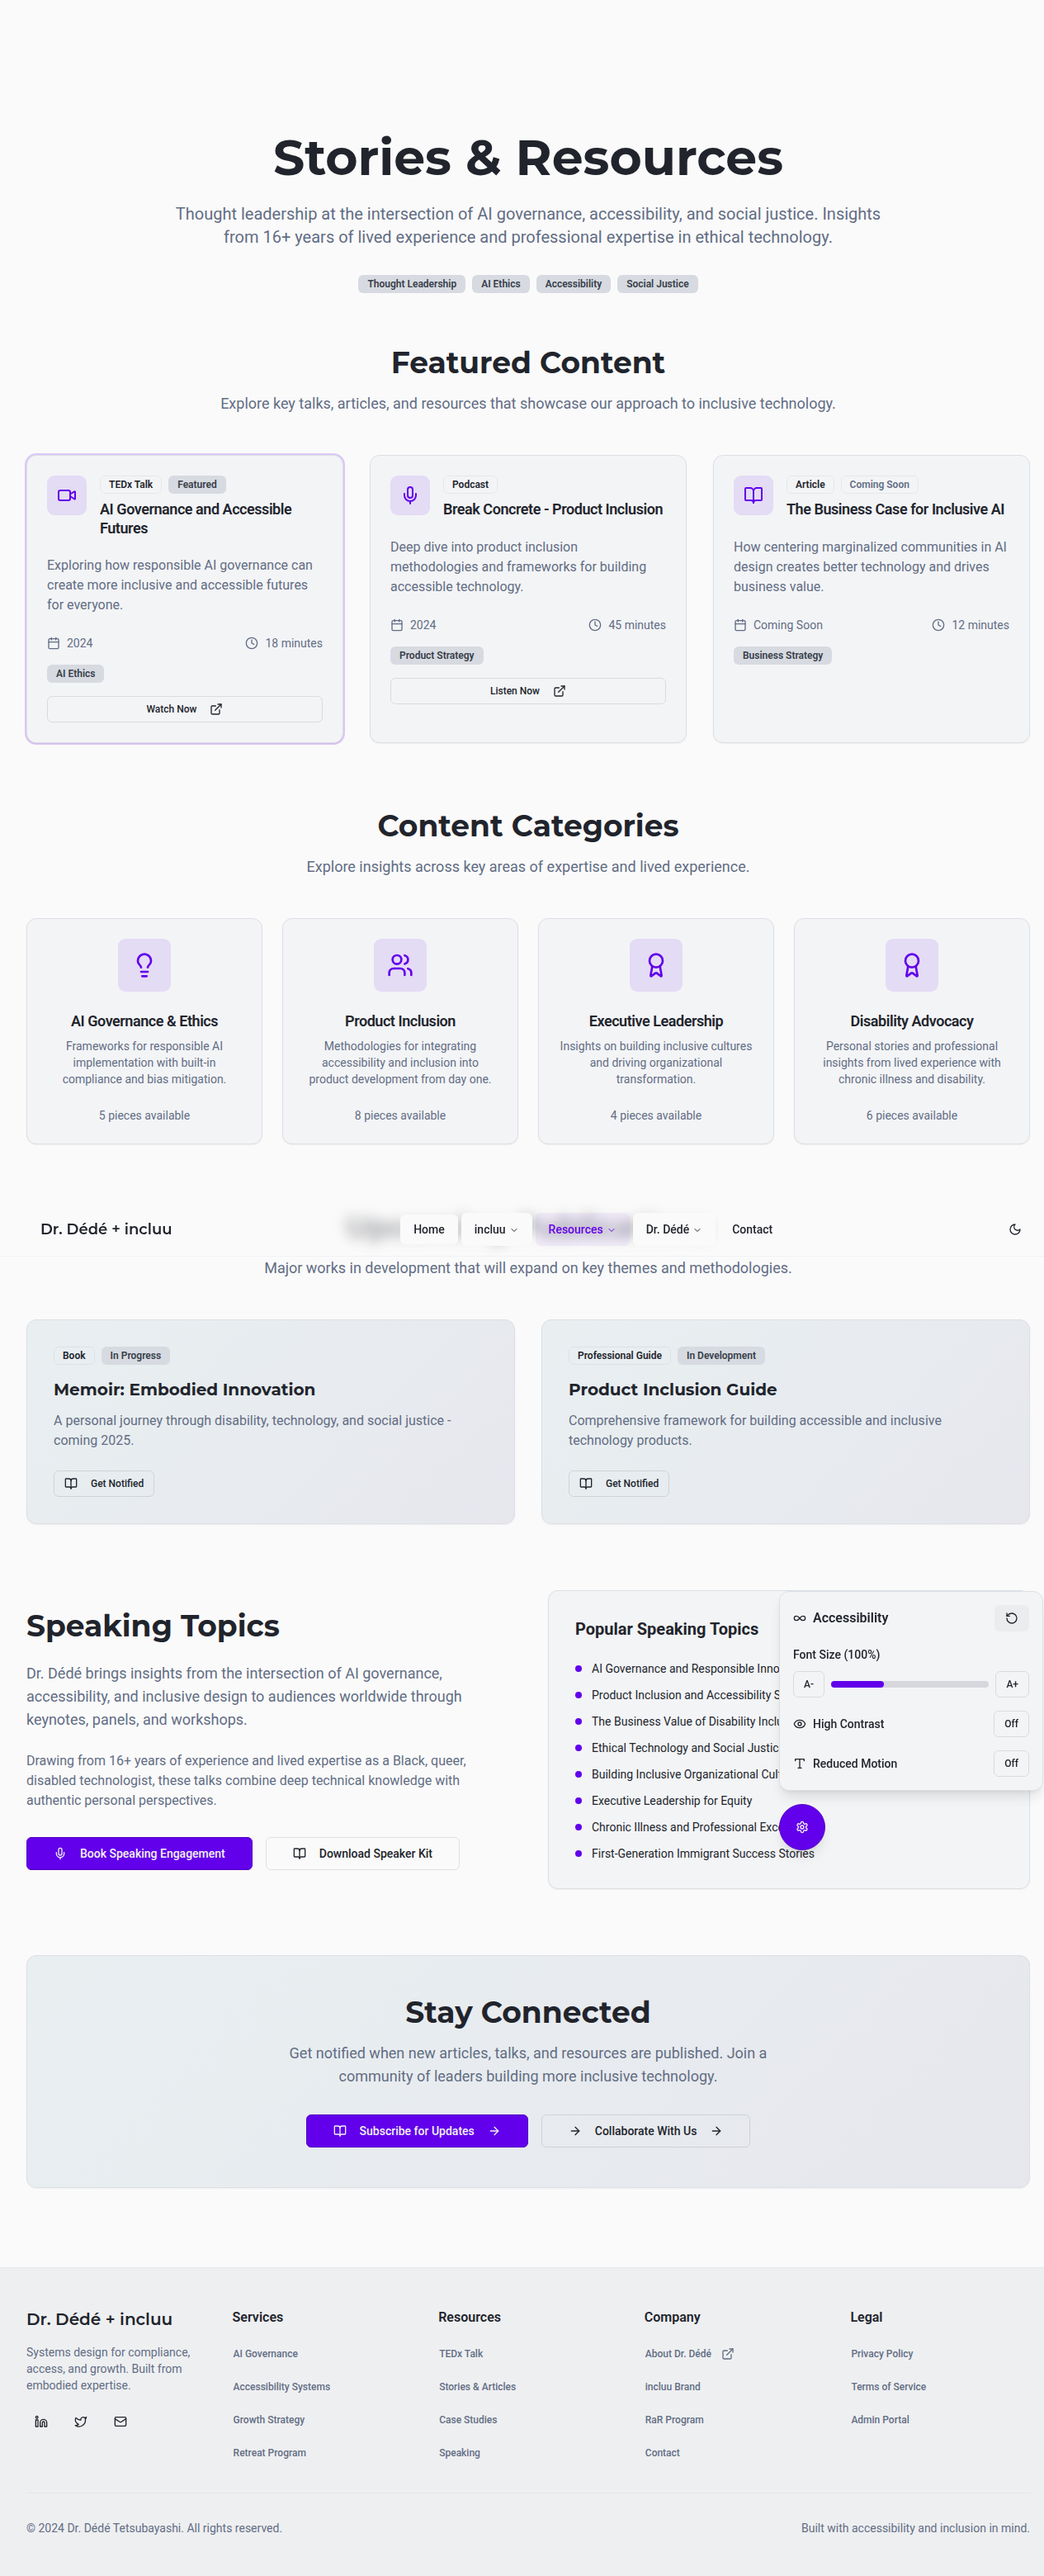 Stories & Resources
Thought leadership at the intersection of AI governance, accessibility, and social justice. Insights
from 16+ years of lived experience and professional expertise in ethical technology.
Thought Leadership
AI Ethics
Accessibility
Social Justice
Featured Content
Explore key talks, articles, and resources that showcase our approach to inclusive technology.
TEDx Talk
Featured
AI Governance and Accessible
Futures
Exploring how responsible AI governance can
create more inclusive and accessible futures
for everyone.
2024
18 minutes
AI Ethics
Watch Now
Podcast
Break Concrete - Product Inclusion
Deep dive into product inclusion
methodologies and frameworks for building
accessible technology.
2024
45 minutes
Product Strategy
Listen Now
Article
Coming Soon
The Business Case for Inclusive AI
How centering marginalized communities in AI
design creates better technology and drives
business value.
Coming Soon
12 minutes
Business Strategy
Content Categories
Explore insights across key areas of expertise and lived experience.
AI Governance & Ethics
Frameworks for responsible AI
implementation with built-in
compliance and bias mitigation.
5 pieces available
Product Inclusion
Methodologies for integrating
accessibility and inclusion into
product development from day one.
8 pieces available
Executive Leadership
Insights on building inclusive cultures
and driving organizational
transformation.
4 pieces available
Disability Advocacy
Personal stories and professional
insights from lived experience with
chronic illness and disability.
6 pieces available
Dr. Dédé + incluu
Home
incluu
Resources
Dr. Dédé
Contact
Major works in development that will expand on key themes and methodologies.
Book
In Progress
Memoir: Embodied Innovation
A personal journey through disability, technology, and social justice -
coming 2025.
Get Notified
Professional Guide
In Development
Product Inclusion Guide
Comprehensive framework for building accessible and inclusive
technology products.
Get Notified
Speaking Topics
Dr. Dédé brings insights from the intersection of AI governance,
accessibility, and inclusive design to audiences worldwide through
keynotes, panels, and workshops.
Drawing from 16+ years of experience and lived expertise as a Black, queer,
disabled technologist, these talks combine deep technical knowledge with
authentic personal perspectives.
Book Speaking Engagement
Download Speaker Kit
Popular Speaking Topics
AI Governance and Responsible
Product Inclusion and Accessibility
The Business Value of Disability
Ethical Technology and Social
Building Inclusive Organizational
Executive Leadership for Equity
Chronic Illness and Professional
First-Generation Immigrant Success Stories
Accessibility
Font Size (100%)
A-
A+
High Contrast
Off
Reduced Motion
Off
Stay Connected
Get notified when new articles, talks, and resources are published. Join a
community of leaders building more inclusive technology.
Subscribe for Updates
Collaborate With Us
Dr. Dédé + incluu
Systems design for compliance,
access, and growth. Built from
embodied expertise.
Services
AI Governance
Accessibility Systems
Growth Strategy
Retreat Program
Resources
TEDx Talk
Stories & Articles
Case Studies
Speaking
Company
About Dr. Dédé
incluu Brand
RaR Program
Contact
Legal
Privacy Policy
Terms of Service
Admin Portal
© 2024 Dr. Dédé Tetsubayashi. All rights reserved.
Built with accessibility and inclusion in mind.